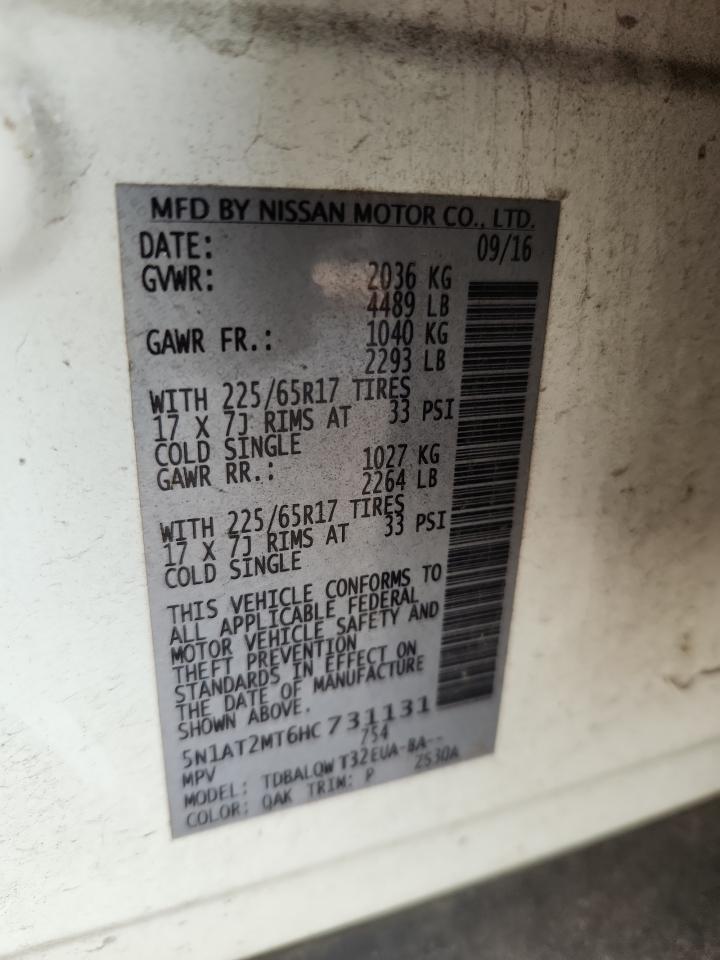 MFD BY NISSAN MOTOR CO., LTD.
DATE: 09/16
GVWR: 2036 KG
4489 LB
GAWR FR.: 1040 KG
2293 LB
WITH 225/65R17 TIRES
17 X 7J RIMS AT 33 PSI
COLD SINGLE
GAWR RR.: 1027 KG
2264 LB
WITH 225/65R17 TIRES
17 X 7J RIMS AT 33 PSI
COLD SINGLE
THIS VEHICLE CONFORMS TO
ALL APPLICABLE FEDERAL
MOTOR VEHICLE SAFETY AND
THEFT PREVENTION
STANDARDS IN EFFECT ON
THE DATE OF MANUFACTURE
SHOWN ABOVE.
5N1AT2MT6HC731131
MPV 754
MODEL: TDBALQW T32EUA-BA--
COLOR: QAK TRIM: P 2530A